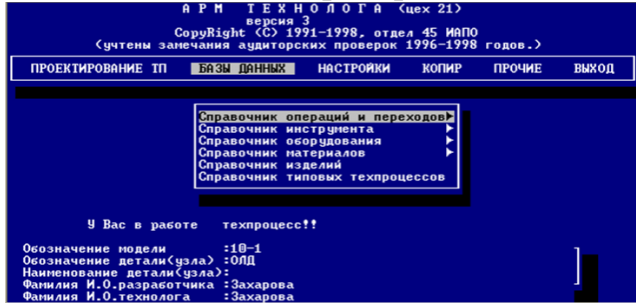 А Р М   Т Е Х Н О Л О Г А  (цех 21)
версия 3
CopyRight (C) 1991-1998, отдел 45 ИАПО
(учтены замечания аудиторских проверок 1996-1998 годов.)
ПРОЕКТИРОВАНИЕ ТП БАЗЫ ДАННЫХ НАСТРОЙКИ КОПИР ПРОЧИЕ ВЫХОД
Справочник операций и переходов
Справочник инструмента
Справочник оборудования
Справочник материалов
Справочник изделий
Справочник типовых техпроцессов
У Вас в работе техпроцесс!!
Обозначение модели :10-1
Обозначение детали(узла) :ОЛД
Наименование детали(узла):
Фамилия И.О.разработчика :Захарова
Фамилия И.О.технолога :Захарова